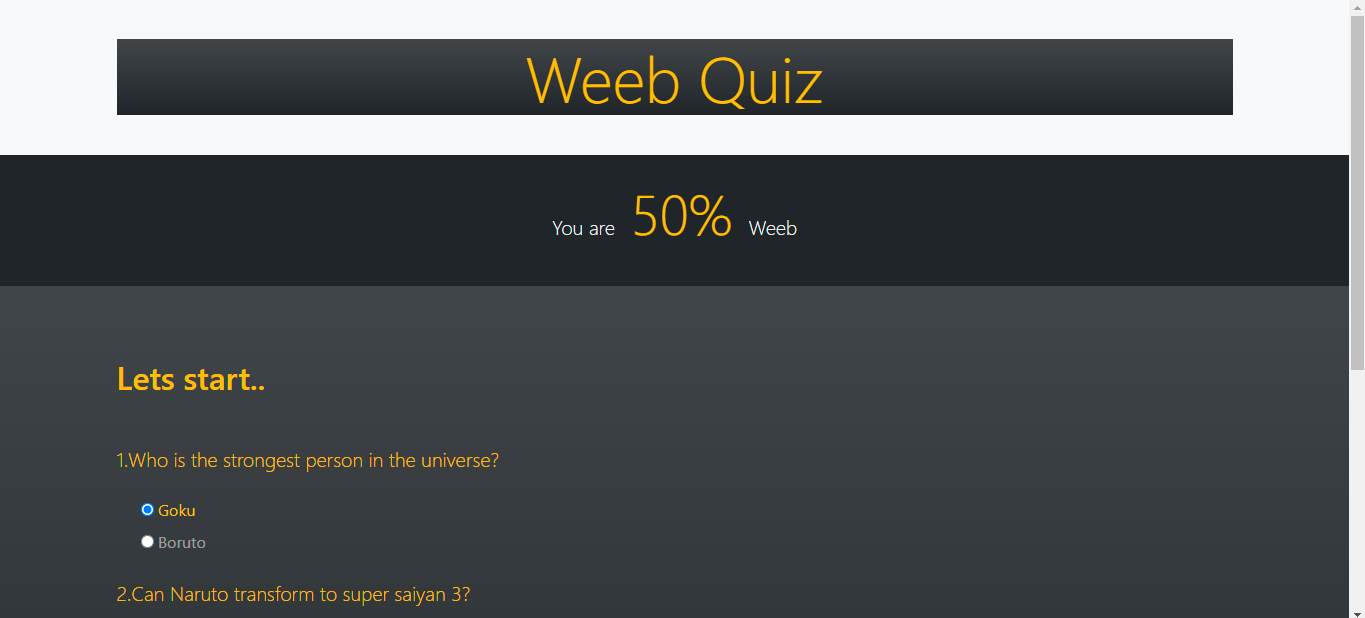 Weeb Quiz
You are 50% Weeb
Lets start..
1.Who is the strongest person in the universe?
Goku
Boruto
2.Can Naruto transform to super saiyan 3?